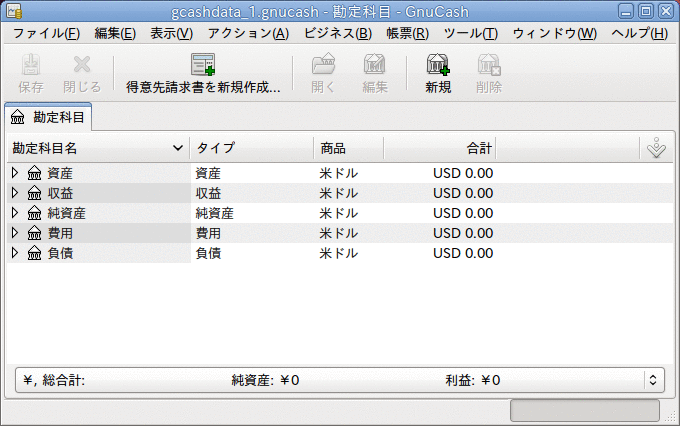 gcashdata_1.gnucash - 勘定科目 - GnuCash
ファイル(F) 編集(E) 表示(V) アクション(A) ビジネス(B) 帳票(R) ツール(T) ウィンドウ(W) ヘルプ(H)
保存 閉じる 得意先請求書を新規作成... 開く 編集 新規 削除
勘定科目
勘定科目名 タイプ 商品 合計
資産 資産 米ドル USD 0.00
収益 収益 米ドル USD 0.00
純資産 純資産 米ドル USD 0.00
費用 費用 米ドル USD 0.00
負債 負債 米ドル USD 0.00
¥, 総合計: 純資産: ¥0 利益: ¥0